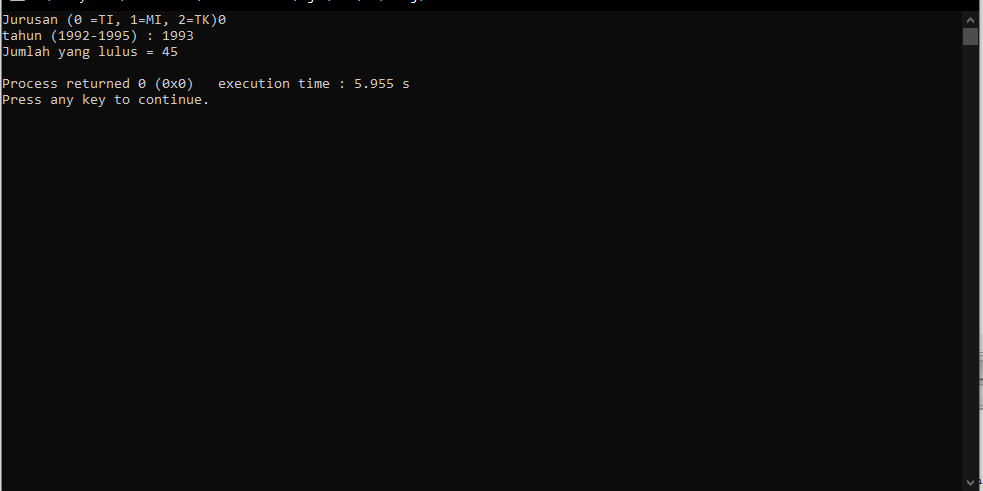 Jurusan (0 =TI, 1=MI, 2=TK)0
tahun (1992-1995) : 1993
Jumlah yang lulus = 45
Process returned 0 (0x0)   execution time : 5.955 s
Press any key to continue.